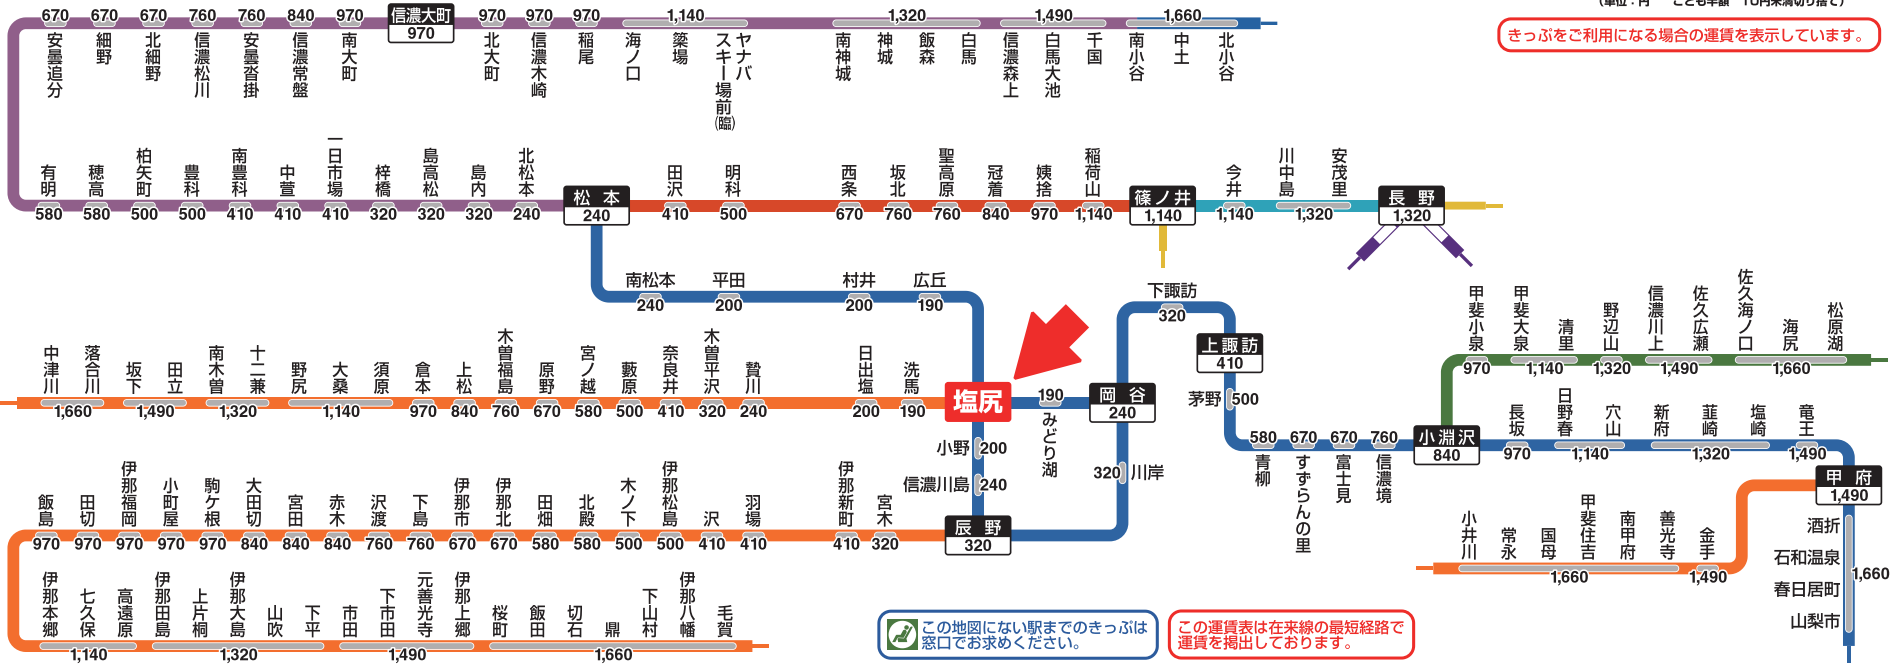 (単位:円 こども半額 10円未満切り捨て)
きっぷをご利用になる場合の運賃を表示しています。
670 670 670 760 760 840 970 信濃大町 970 970 970 970 1,140 1,320 1,490 1,660
安曇追分 細野 北細野 信濃松川 安曇沓掛 信濃常盤 南大町 北大町 信濃木崎 稲尾 海ノ口 簗場 ヤナバスキー場前(臨) 南神城 神城 飯森 白馬 信濃森上 白馬大池 千国 南小谷 中土 北小谷
有明 穂高 柏矢町 豊科 南豊科 中萱 一日市場 梓橋 島高松 島内 北松本 松本 田沢 明科 西条 坂北 聖高原 冠着 姨捨 稲荷山 篠ノ井 今井 川中島 安茂里 長野
580 580 500 500 410 410 410 320 320 320 240 240 410 500 670 760 760 840 970 1,140 1,140 1,140 1,320 1,320
南松本 平田 村井 広丘
240 200 200 190
下諏訪
320
上諏訪
410
茅野 500
甲斐小泉 甲斐大泉 清里 野辺山 信濃川上 佐久広瀬 佐久海ノ口 海尻 松原湖
970 1,140 1,320 1,490 1,660
中津川 落合川 坂下 田立 南木曽 十二兼 野尻 大桑 須原 倉本 上松 木曽福島 原野 宮ノ越 藪原 奈良井 木曽平沢 贄川 日出塩 洗馬 塩尻
1,660 1,490 1,320 1,140 970 840 760 670 580 500 410 320 240 200 190
190
みどり湖
岡谷
240
小野 200
信濃川島 240
320 川岸
580 670 670 760
青柳 すずらんの里 富士見 信濃境
小淵沢
840
長坂 日野春 穴山 新府 韮崎 塩崎 竜王
970 1,140 1,320 1,490
甲府
1,490
飯島 田切 伊那福岡 小町屋 駒ケ根 大田切 宮田 赤木 沢渡 下島 伊那市 伊那北 田畑 北殿 木ノ下 伊那松島 沢 羽場 伊那新町 宮木 辰野
970 970 970 970 970 840 840 840 760 760 670 670 580 580 500 500 410 410 410 320 320
小井川 常永 国母 甲斐住吉 南甲府 善光寺 金手
1,660 1,490
酒折
石和温泉
春日居町
山梨市
1,660
伊那本郷 七久保 高遠原 伊那田島 上片桐 伊那大島 山吹 下平 市田 下市田 元善光寺 伊那上郷 桜町 飯田 切石 鼎 下山村 伊那八幡 毛賀
1,140 1,320 1,490 1,660
この地図にない駅までのきっぷは
窓口でお求めください。
この運賃表は在来線の最短経路で
運賃を掲出しております。